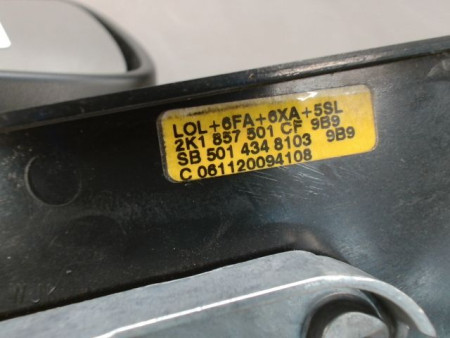 LOL+6FA+6XA+5SL
2K1 857 501 CF 9B9
SB 501 434 8103 9B9
C 061120094108